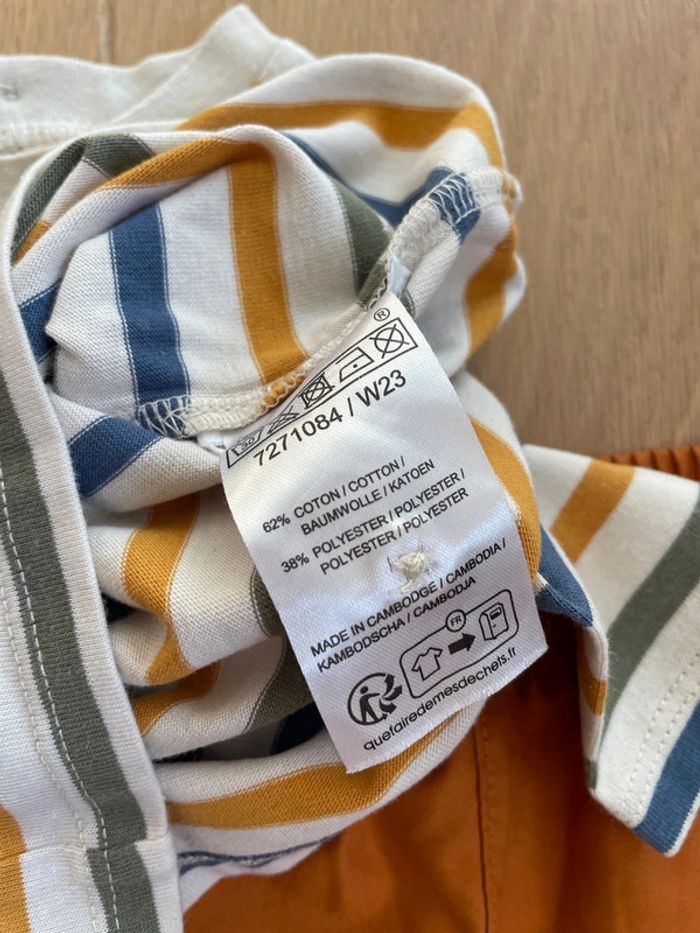 ®
30
7271084 / W23
62% COTON / COTTON /
BAUMWOLLE / KATOEN
38% POLYESTER / POLYESTER /
POLYESTER / POLYESTER
MADE IN CAMBODGE / CAMBODIA /
KAMBODSCHA / CAMBODJA
FR
quefairedemesdechets.fr